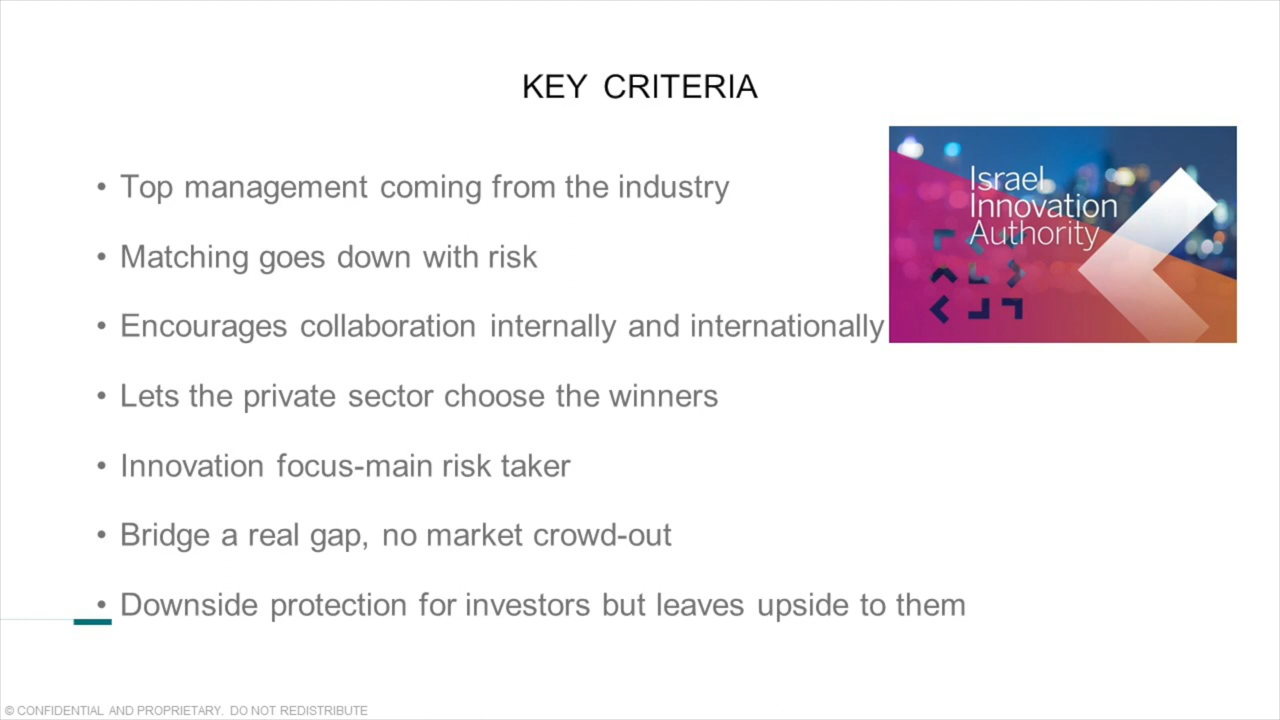 KEY CRITERIA
• Top management coming from the industry
• Matching goes down with risk
• Encourages collaboration internally and internationally
• Lets the private sector choose the winners
• Innovation focus-main risk taker
• Bridge a real gap, no market crowd-out
• Downside protection for investors but leaves upside to them
Israel
Innovation
Authority
© CONFIDENTIAL AND PROPRIETARY. DO NOT REDISTRIBUTE